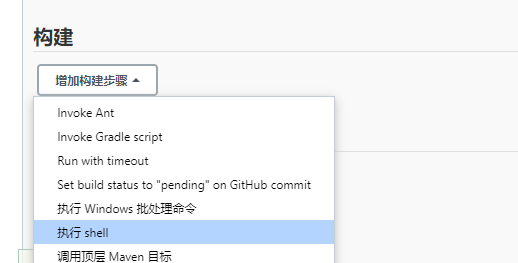 构建
增加构建步骤
Invoke Ant
Invoke Gradle script
Run with timeout
Set build status to "pending" on GitHub commit
执行 Windows 批处理命令
执行 shell
调用顶层 Maven 目标